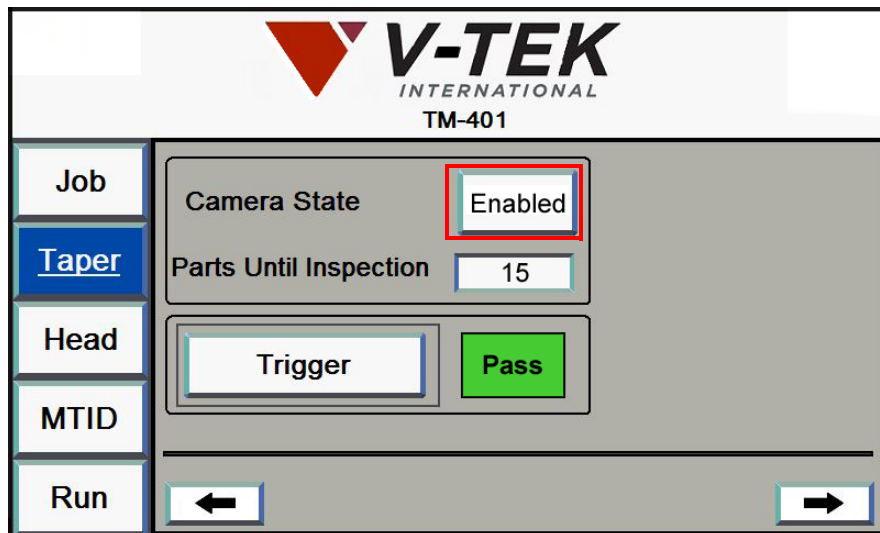 V-TEK
INTERNATIONAL
TM-401
Job
Taper
Head
MTID
Run
Camera State
Enabled
Parts Until Inspection
15
Trigger
Pass